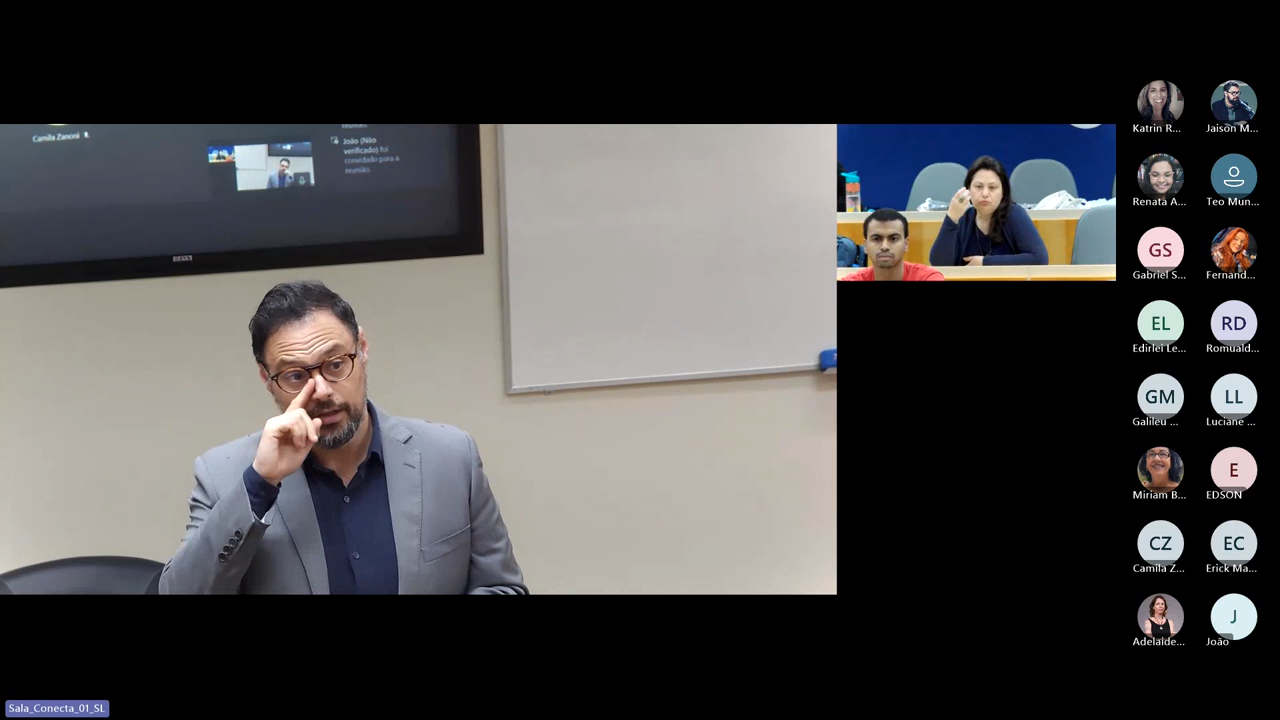 Camilla Zanoni
João (Não
verificado) foi
convidado para a
reunião.
Katrin R...
Jaison M...
Renata A...
Teo Mun...
GS
Gabriel S...
Fernand...
EL
Edirlei Le...
RD
Romuald...
GM
Galileu ...
LL
Luciane ...
Miriam B...
E
EDSON
CZ
Camila Z...
EC
Erick Ma...
Adelaide...
J
João
Sala_Conecta_01_SL